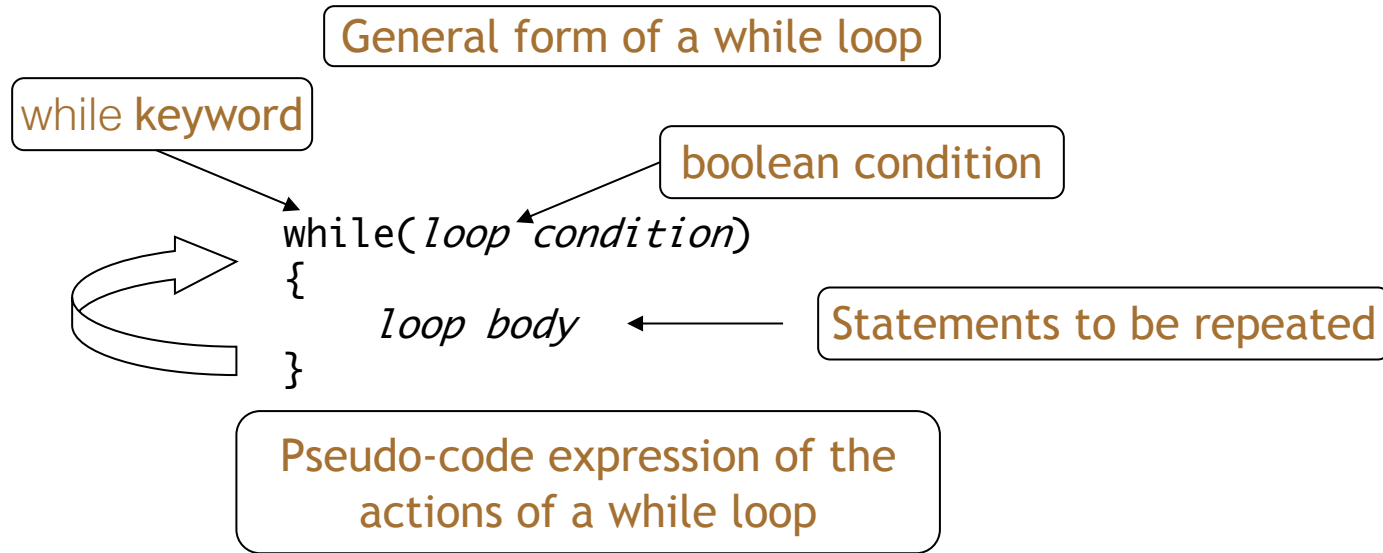 General form of a while loop
while keyword
boolean condition
while(loop condition)
{
loop body
Statements to be repeated
}
Pseudo-code expression of the
actions of a while loop